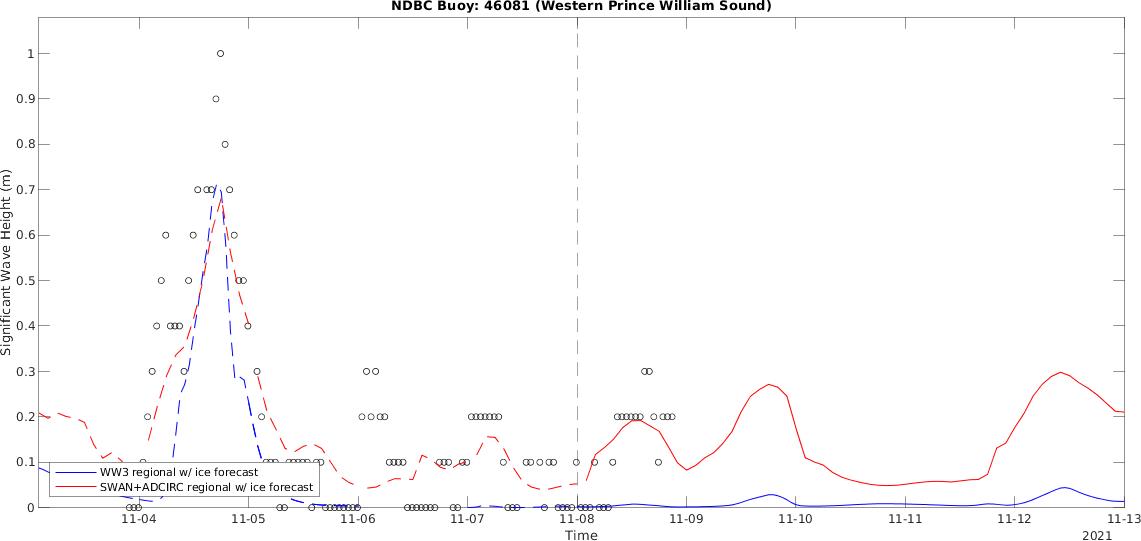 NDBC Buoy: 46081 (Western Prince William Sound)
Significant Wave Height (m)
1
0.9
0.8
0.7
0.6
0.5
0.4
0.3
0.2
0.1
0
WW3 regional w/ ice forecast
SWAN+ADCIRC regional w/ ice forecast
11-04 11-05 11-06 11-07 11-08 11-09 11-10 11-11 11-12 11-13
Time
2021